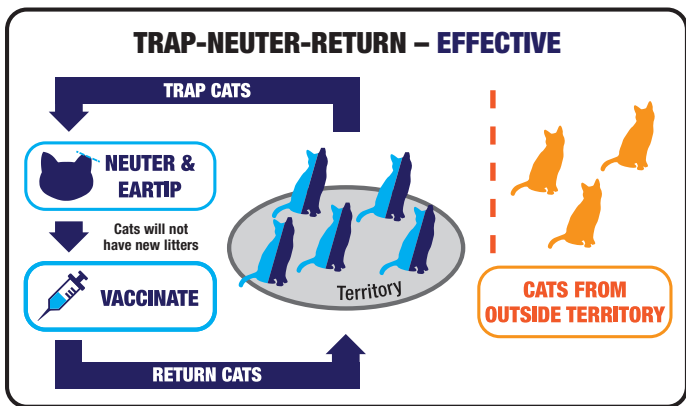 TRAP-NEUTER-RETURN – EFFECTIVE
TRAP CATS
NEUTER &
EARTIP
Cats will not
have new litters
VACCINATE
RETURN CATS
Territory
CATS FROM
OUTSIDE TERRITORY